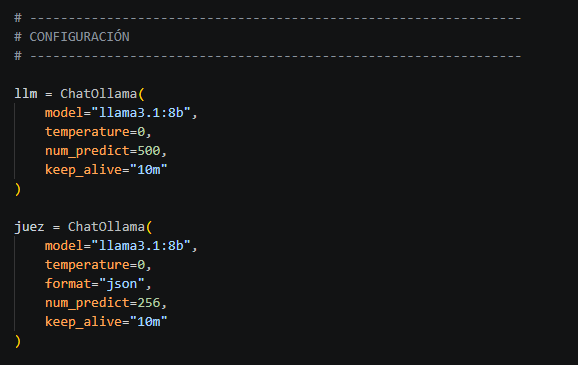 # ---------------------------------------------------------------
# CONFIGURACIÓN
# ---------------------------------------------------------------
llm = ChatOllama(
    model="llama3.1:8b",
    temperature=0,
    num_predict=500,
    keep_alive="10m"
)
juez = ChatOllama(
    model="llama3.1:8b",
    temperature=0,
    format="json",
    num_predict=256,
    keep_alive="10m"
)